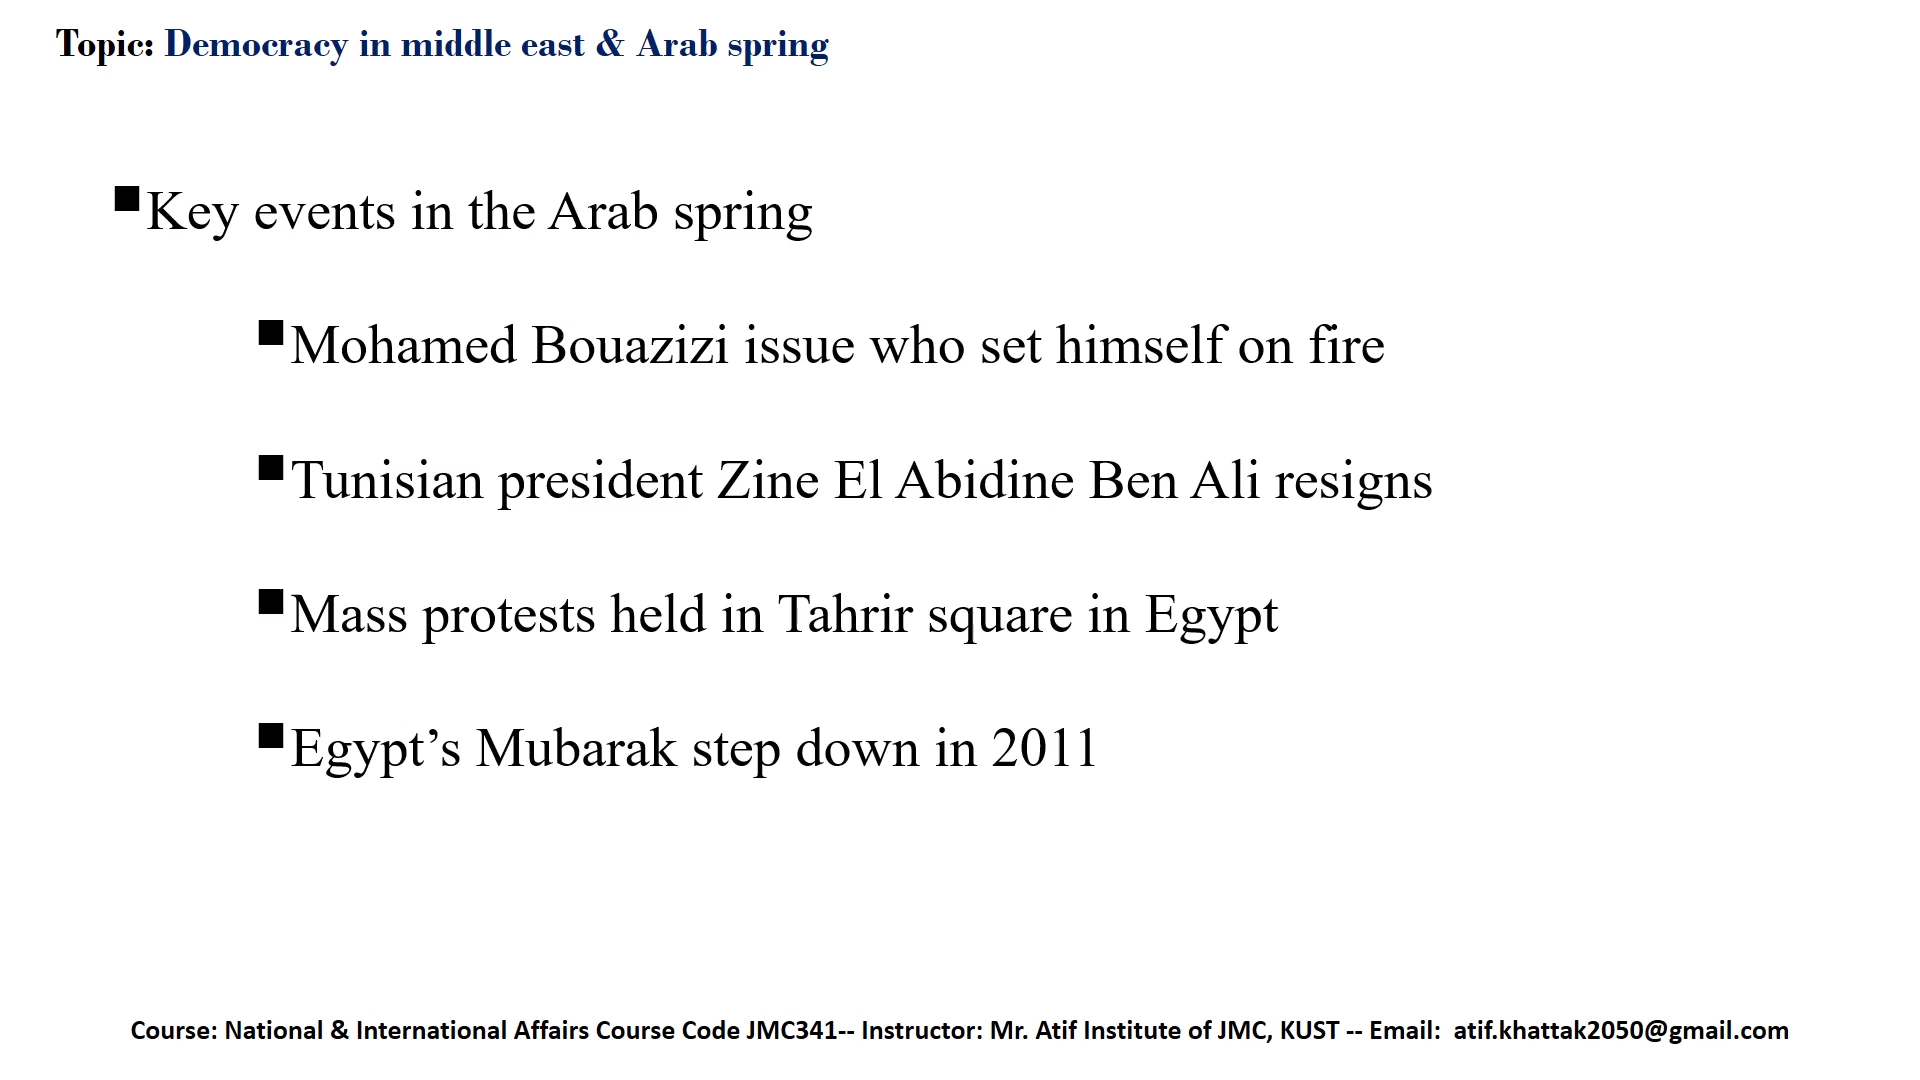 Topic: Democracy in middle east & Arab spring
Key events in the Arab spring
Mohamed Bouazizi issue who set himself on fire
Tunisian president Zine El Abidine Ben Ali resigns
Mass protests held in Tahrir square in Egypt
Egypt’s Mubarak step down in 2011
Course: National & International Affairs Course Code JMC341-- Instructor: Mr. Atif Institute of JMC, KUST -- Email:  atif.khattak2050@gmail.com